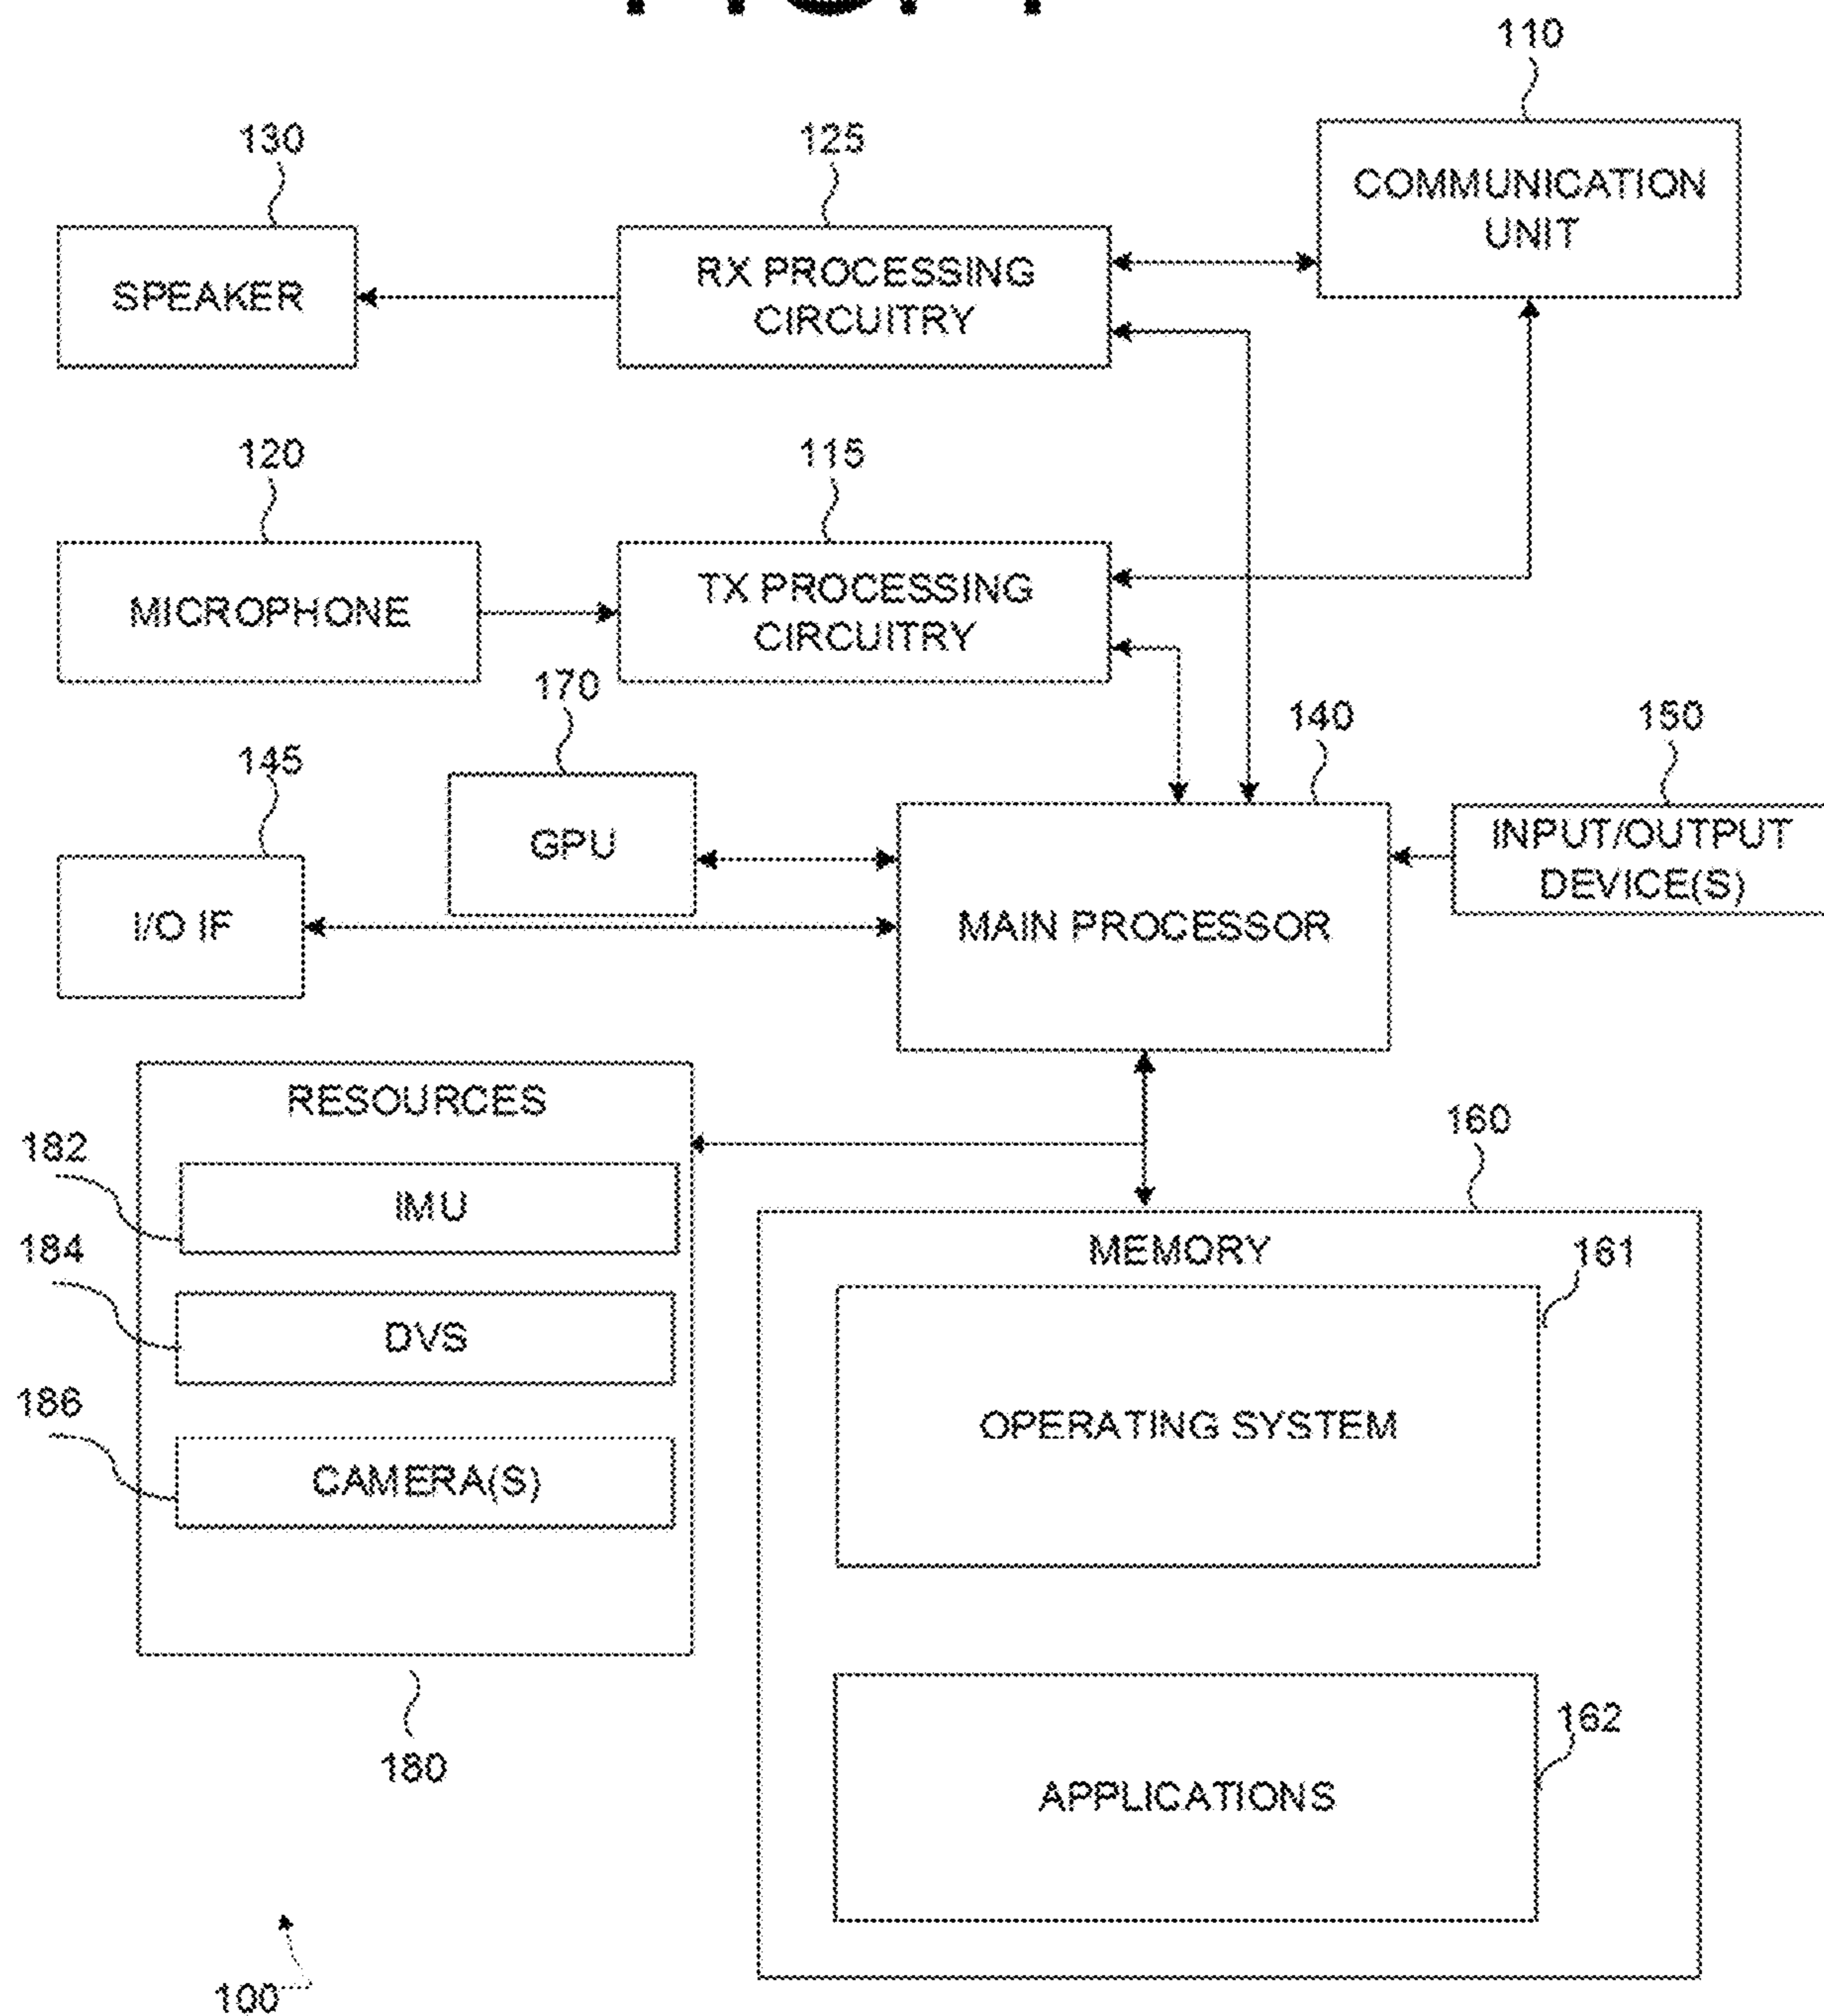 110
130
125
COMMUNICATION
UNIT
SPEAKER
RX PROCESSING
CIRCUITRY
120
115
MICROPHONE
TX PROCESSING
CIRCUITRY
170
140
150
145
GPU
INPUT/OUTPUT
DEVICE(S)
I/O IF
MAIN PROCESSOR
RESOURCES
160
182
IMU
MEMORY
161
184
DVS
186
OPERATING SYSTEM
CAMERA(S)
162
180
APPLICATIONS
100